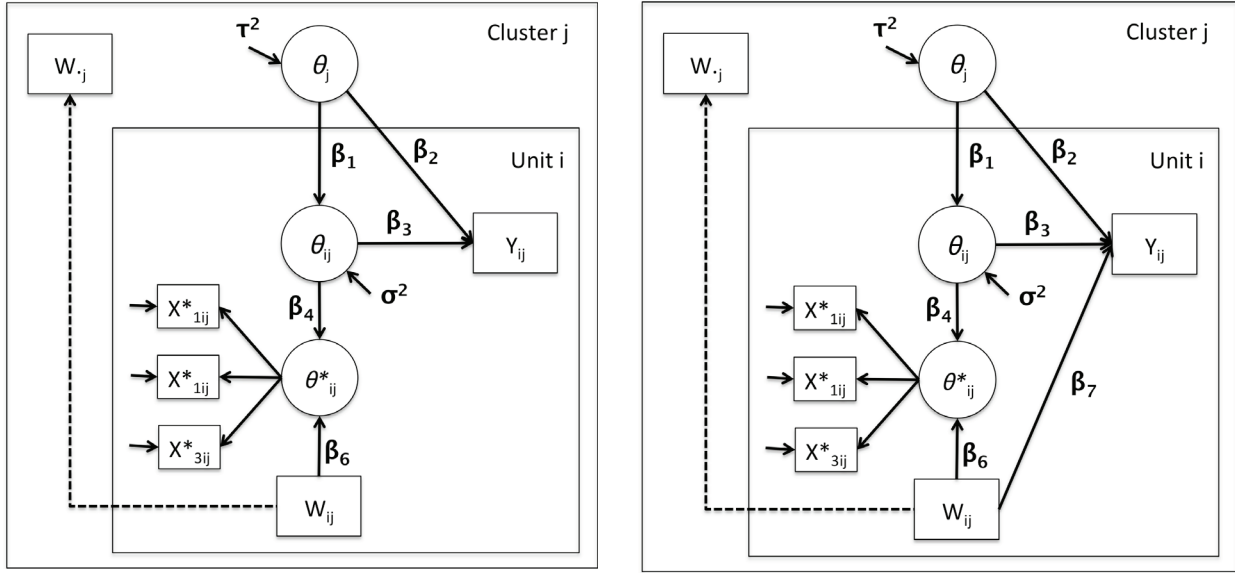 τ²
Cluster j
W·ⱼ
θⱼ
Unit i
β₁
β₂
β₃
θᵢⱼ
Yᵢⱼ
σ²
β₄
X*₁ᵢⱼ
X*₁ᵢⱼ
θ*ᵢⱼ
X*₃ᵢⱼ
β₆
Wᵢⱼ
τ²
Cluster j
W·ⱼ
θⱼ
Unit i
β₁
β₂
β₃
θᵢⱼ
Yᵢⱼ
σ²
β₄
X*₁ᵢⱼ
X*₁ᵢⱼ
θ*ᵢⱼ
β₇
X*₃ᵢⱼ
β₆
Wᵢⱼ